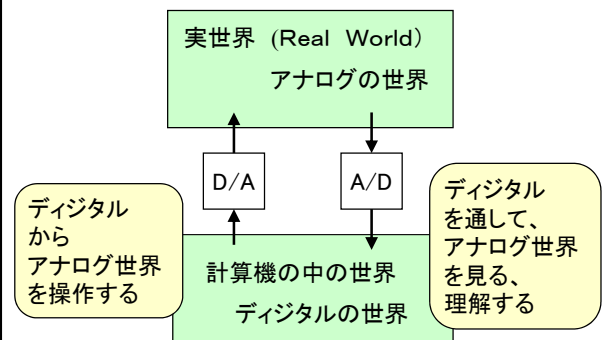 実世界 (Real World)
アナログの世界
D/A
A/D
ディジタル
から
アナログ世界
を操作する
ディジタル
を通して、
アナログ世界
を見る、
理解する
計算機の中の世界
ディジタルの世界